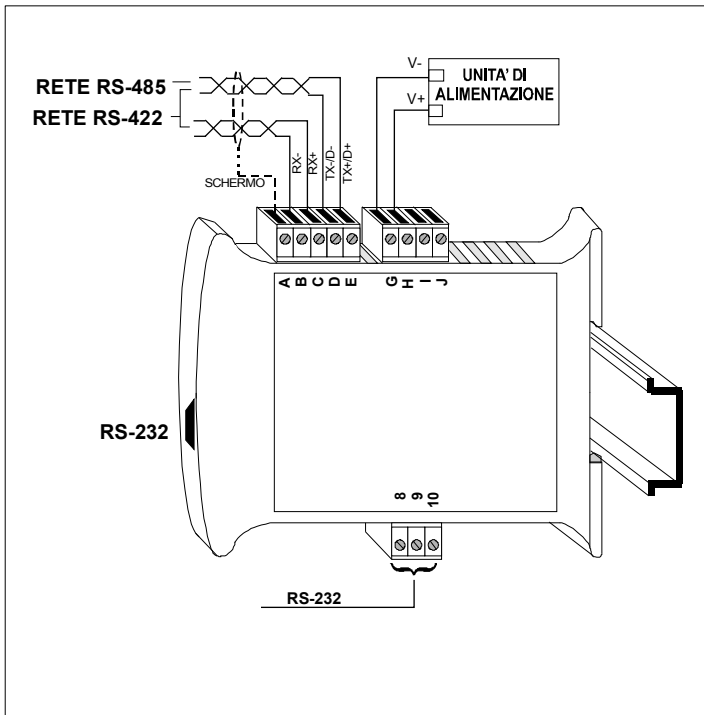 RETE RS-485
RETE RS-422
V-
V+
UNITA' DI
ALIMENTAZIONE
SCHERMO
RX-
RX+
TX-/D-
TX+/D+
A
B
C
D
E
G
H
I
J
RS-232
8
9
10
RS-232